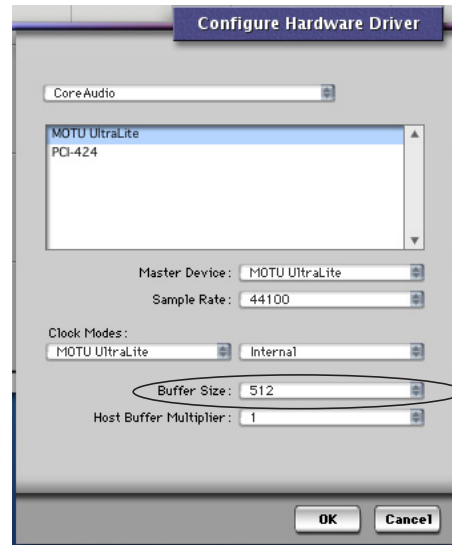 Configure Hardware Driver
CoreAudio
MOTU UltraLite
PCI-424
Master Device: MOTU UltraLite
Sample Rate: 44100
Clock Modes:
MOTU UltraLite Internal
Buffer Size: 512
Host Buffer Multiplier: 1
OK Cancel